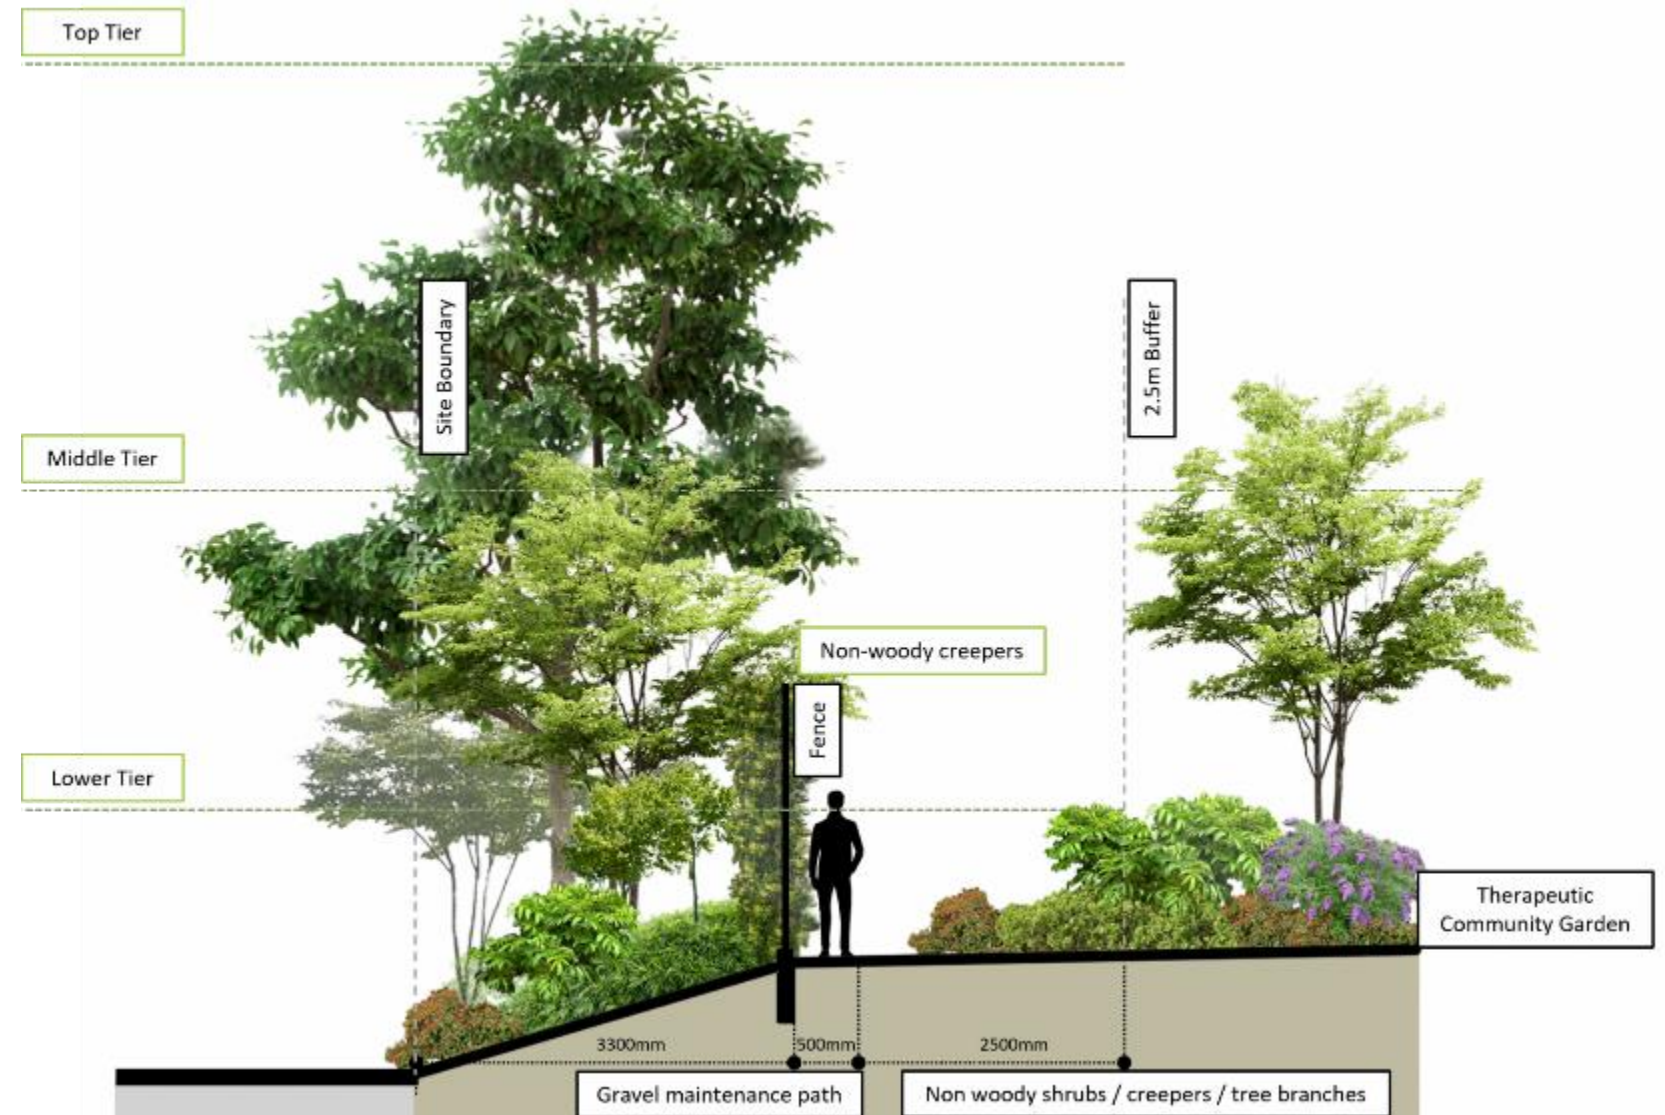 Top Tier
Site Boundary
2.5m Buffer
Middle Tier
Non-woody creepers
Fence
Lower Tier
Therapeutic
Community Garden
3300mm
500mm
2500mm
Gravel maintenance path
Non woody shrubs / creepers / tree branches